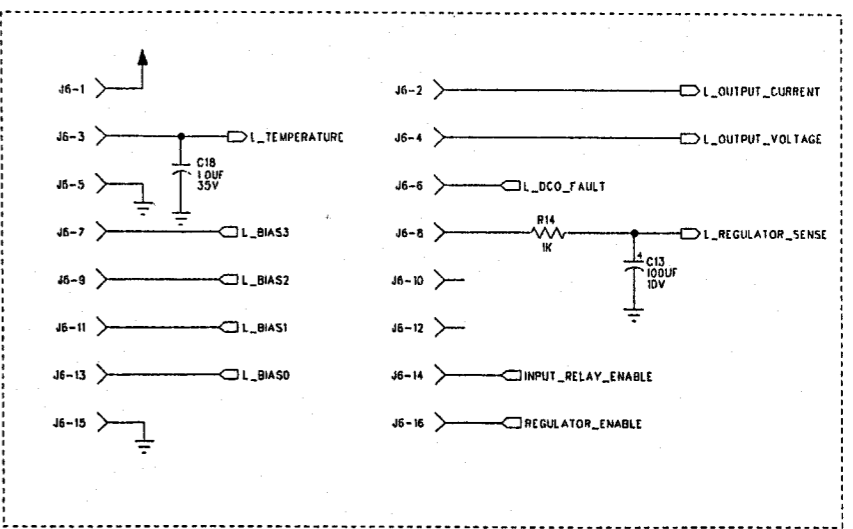 J6-1
J6-2
L_OUTPUT_CURRENT
J6-3
L_TEMPERATURE
J6-4
L_OUTPUT_VOLTAGE
C18
1.0UF
35V
J6-5
J6-6
L_DCO_FAULT
J6-7
L_BIAS3
J6-8
R14
1K
L_REGULATOR_SENSE
+
C13
100UF
10V
J6-9
L_BIAS2
J6-10
J6-11
L_BIAS1
J6-12
J6-13
L_BIAS0
J6-14
INPUT_RELAY_ENABLE
J6-15
J6-16
REGULATOR_ENABLE